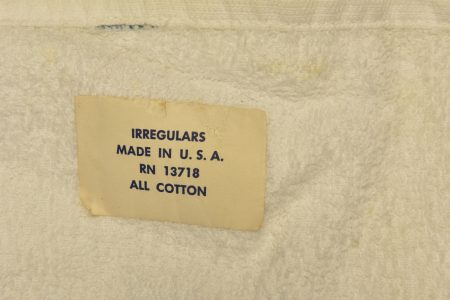 IRREGULARS
MADE IN U. S. A.
RN 13718
ALL COTTON